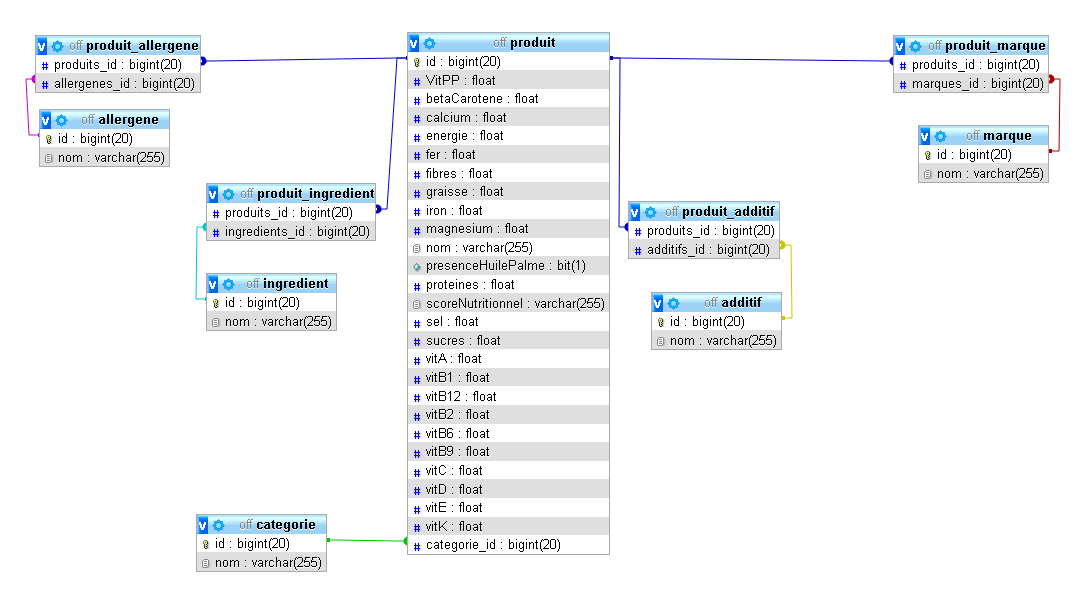 off produit_allergene
produits_id : bigint(20)
allergenes_id : bigint(20)
off allergene
id : bigint(20)
nom : varchar(255)
off produit_ingredient
produits_id : bigint(20)
ingredients_id : bigint(20)
off ingredient
id : bigint(20)
nom : varchar(255)
off categorie
id : bigint(20)
nom : varchar(255)
off produit
id : bigint(20)
VitPP : float
betaCarotene : float
calcium : float
energie : float
fer : float
fibres : float
graisse : float
iron : float
magnesium : float
nom : varchar(255)
presenceHuilePalme : bit(1)
proteines : float
scoreNutritionnel : varchar(255)
sel : float
sucres : float
vitA : float
vitB1 : float
vitB12 : float
vitB2 : float
vitB6 : float
vitB9 : float
vitC : float
vitD : float
vitE : float
vitK : float
categorie_id : bigint(20)
off produit_additif
produits_id : bigint(20)
additifs_id : bigint(20)
off additif
id : bigint(20)
nom : varchar(255)
off produit_marque
produits_id : bigint(20)
marques_id : bigint(20)
off marque
id : bigint(20)
nom : varchar(255)